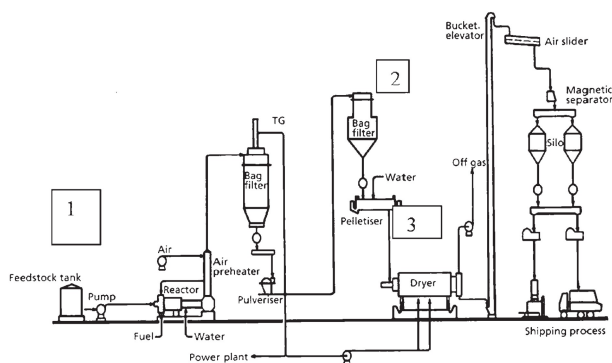 Bucket
elevator
Air slider
Magnetic
separator
2
TG
Bag
filter
Silo
Bag
filter
Off gas
Water
1
Pelletiser
3
Air
Air
preheater
Feedstock tank
Reactor
Dryer
Pump
Pulveriser
Fuel
Water
Shipping process
Power plant